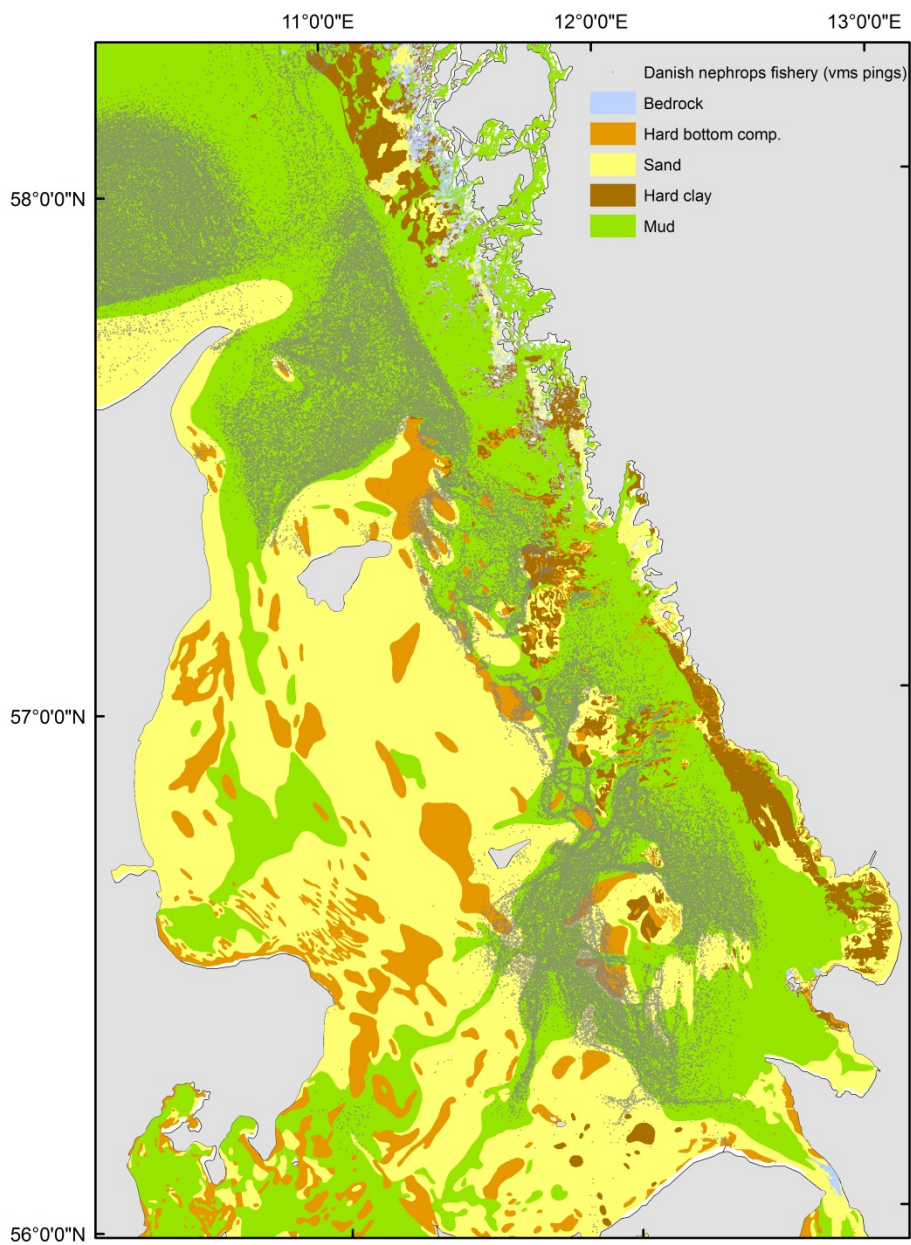 11°0'0"E 12°0'0"E 13°0'0"E
Danish nephrops fishery (vms pings)
Bedrock
Hard bottom comp.
Sand
Hard clay
Mud
58°0'0"N
57°0'0"N
56°0'0"N